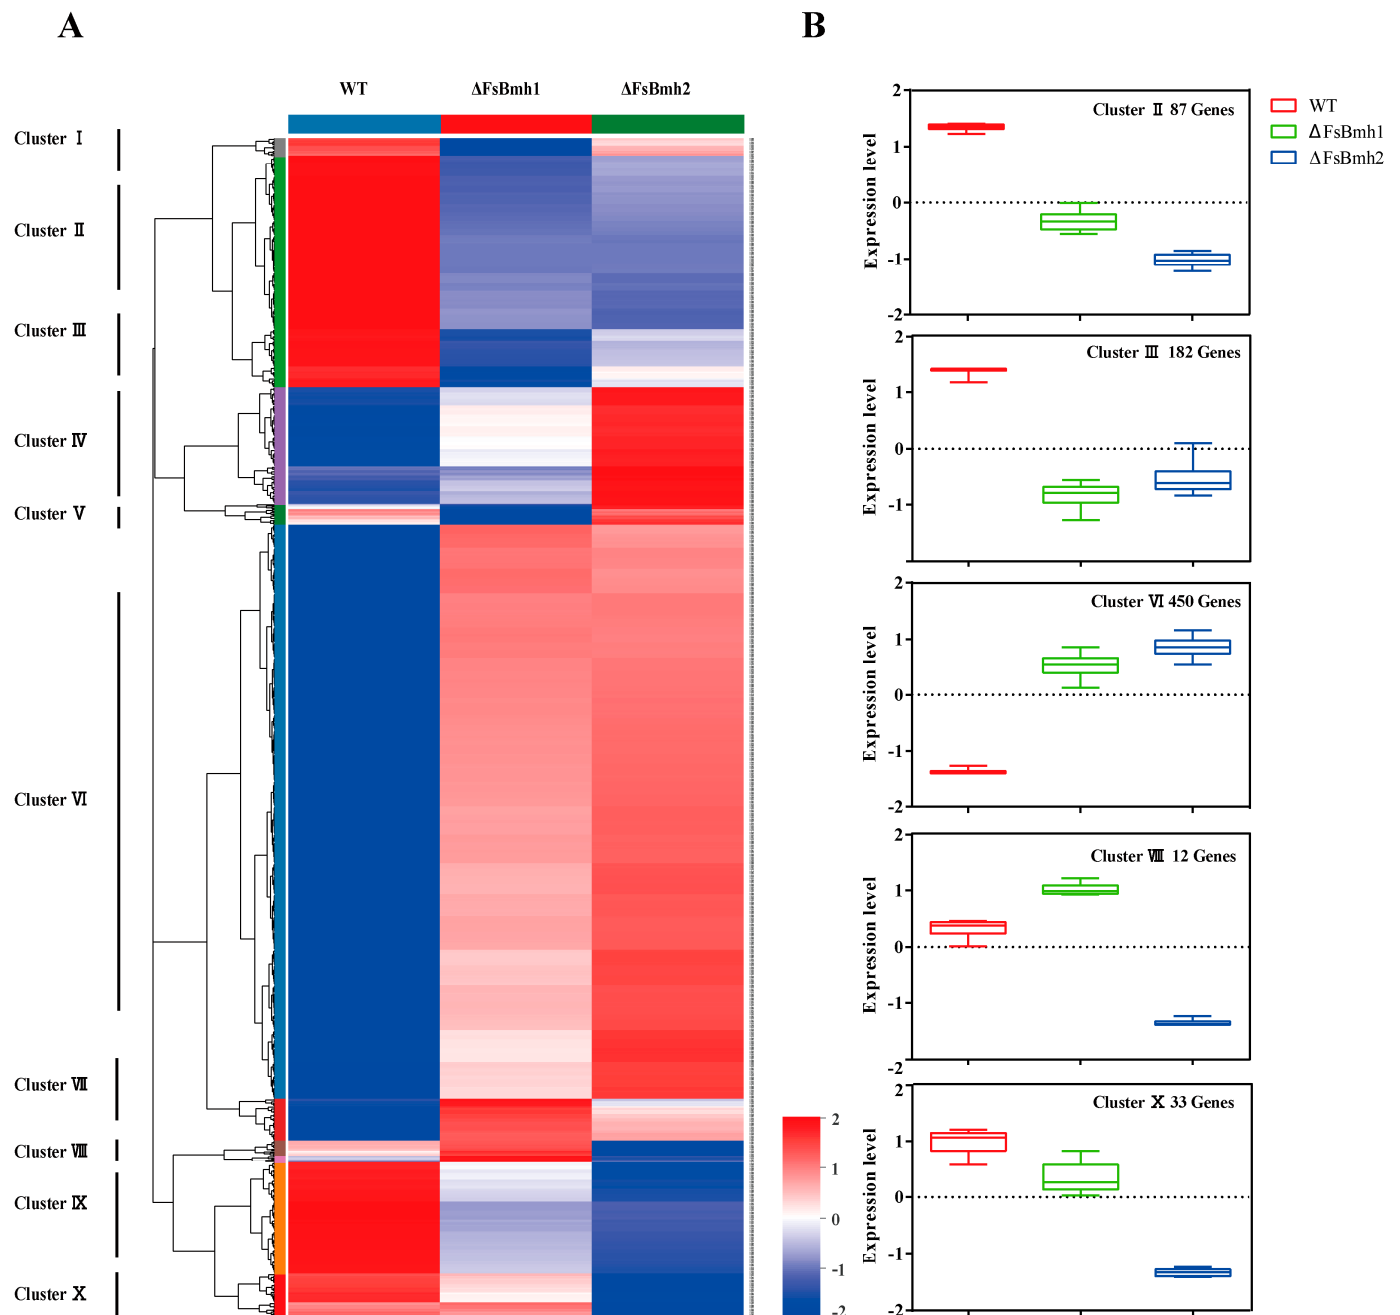 A
B
WT
ΔFsBmh1
ΔFsBmh2
Cluster Ⅰ
Cluster Ⅱ
Cluster Ⅲ
Cluster Ⅳ
Cluster Ⅴ
Cluster Ⅵ
Cluster Ⅶ
Cluster Ⅷ
Cluster Ⅸ
Cluster Ⅹ
2
1
0
-1
-2
Cluster Ⅱ 87 Genes
Expression level
2
1
0
-1
-2
WT
ΔFsBmh1
ΔFsBmh2
Cluster Ⅲ 182 Genes
Expression level
2
1
0
-1
Cluster Ⅵ 450 Genes
Expression level
2
1
0
-1
-2
Cluster Ⅷ 12 Genes
Expression level
2
1
0
-1
-2
Cluster Ⅹ 33 Genes
Expression level
2
1
0
-1
-2